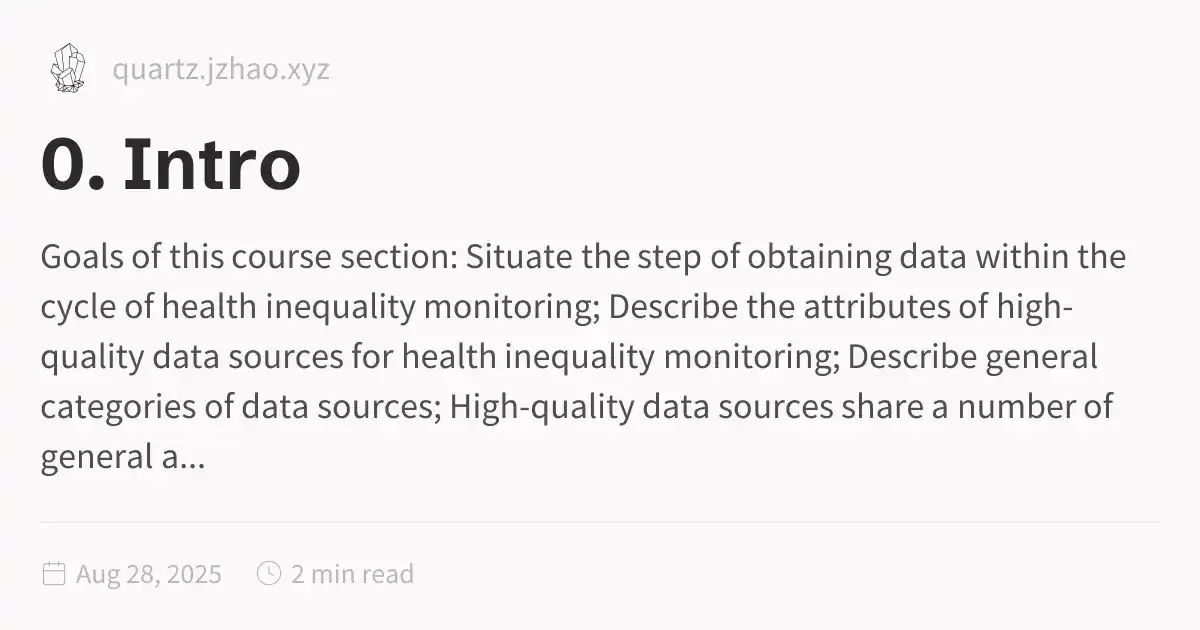 quartz.jzhao.xyz
0. Intro
Goals of this course section: Situate the step of obtaining data within the
cycle of health inequality monitoring; Describe the attributes of high-
quality data sources for health inequality monitoring; Describe general
categories of data sources; High-quality data sources share a number of
general a...
Aug 28, 2025 2 min read